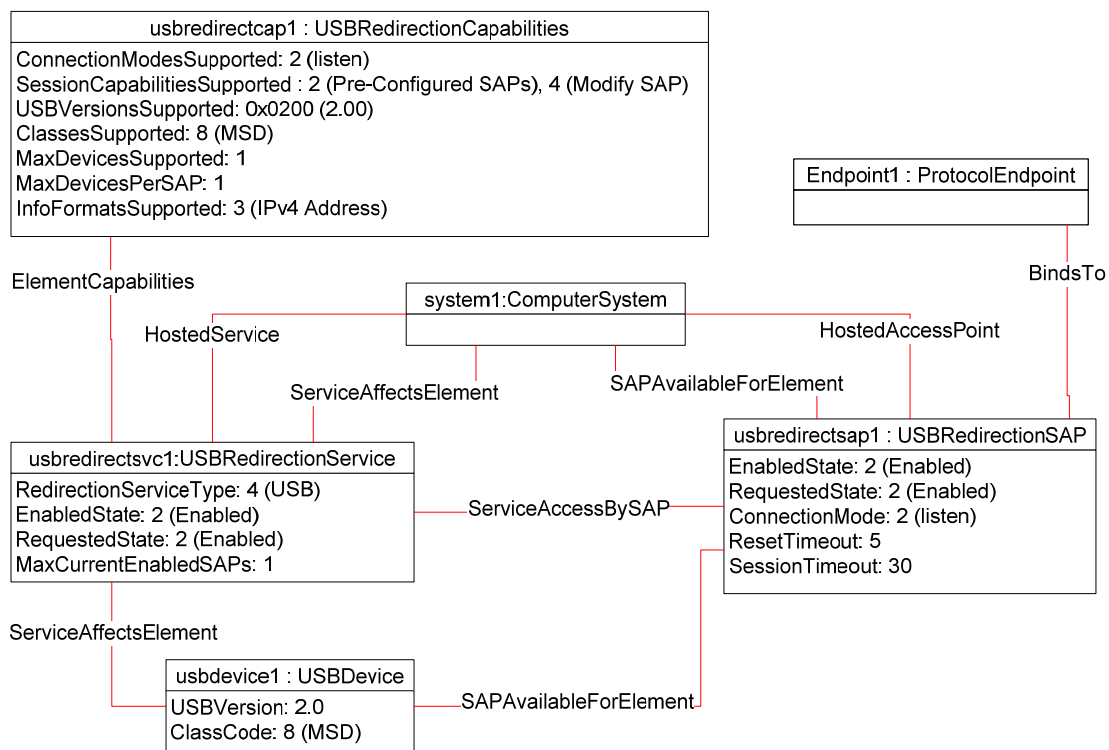 usbredirectcap1 : USBRedirectionCapabilities
ConnectionModesSupported: 2 (listen)
SessionCapabilitiesSupported : 2 (Pre-Configured SAPs), 4 (Modify SAP)
USBVersionsSupported: 0x0200 (2.00)
ClassesSupported: 8 (MSD)
MaxDevicesSupported: 1
MaxDevicesPerSAP: 1
InfoFormatsSupported: 3 (IPv4 Address)
Endpoint1 : ProtocolEndpoint
ElementCapabilities
BindsTo
system1:ComputerSystem
HostedService
HostedAccessPoint
ServiceAffectsElement
SAPAvailableForElement
usbredirectsvc1:USBRedirectionService
RedirectionServiceType: 4 (USB)
EnabledState: 2 (Enabled)
RequestedState: 2 (Enabled)
MaxCurrentEnabledSAPs: 1
ServiceAccessBySAP
usbredirectsap1 : USBRedirectionSAP
EnabledState: 2 (Enabled)
RequestedState: 2 (Enabled)
ConnectionMode: 2 (listen)
ResetTimeout: 5
SessionTimeout: 30
ServiceAffectsElement
usbdevice1 : USBDevice
USBVersion: 2.0
ClassCode: 8 (MSD)
SAPAvailableForElement